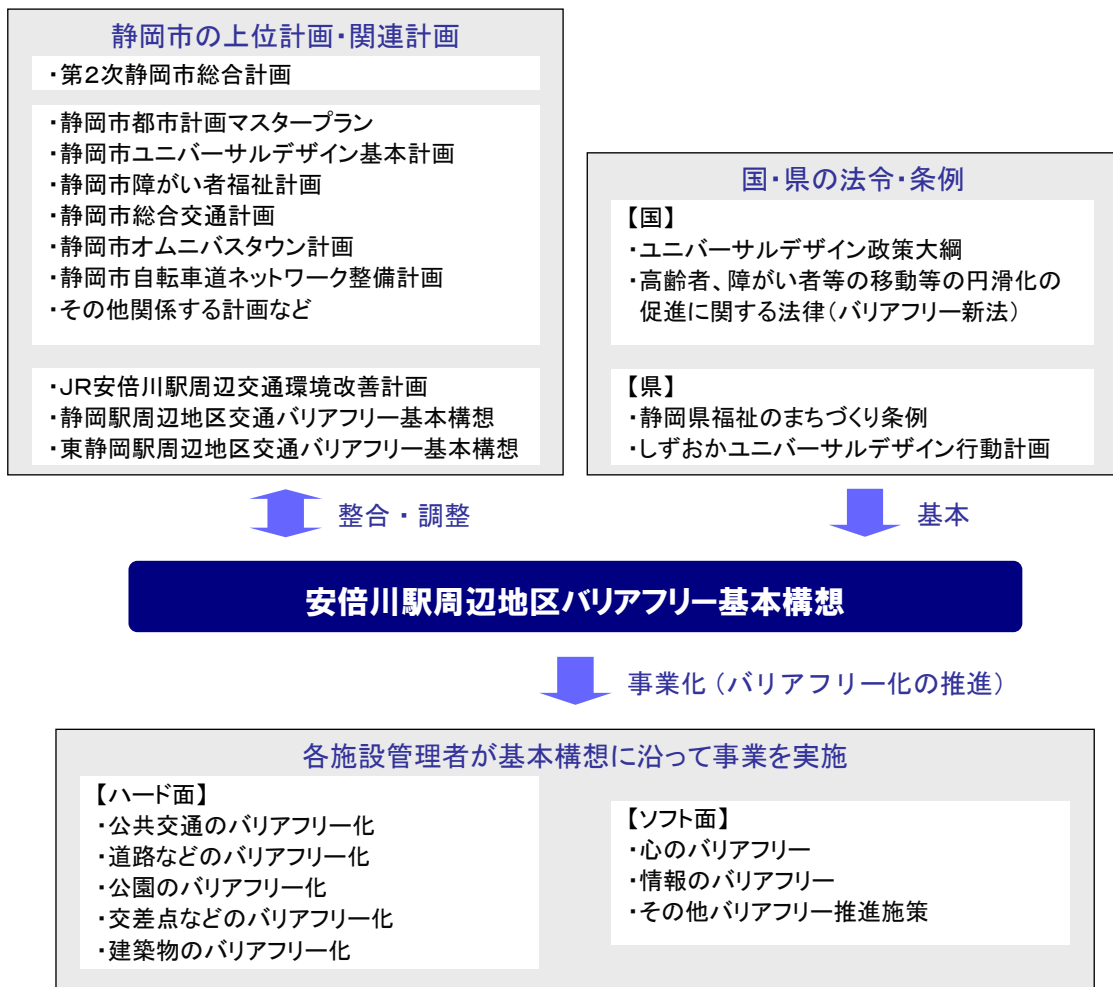 静岡市の上位計画・関連計画
・第2次静岡市総合計画
・静岡市都市計画マスタープラン
・静岡市ユニバーサルデザイン基本計画
・静岡市障がい者福祉計画
・静岡市総合交通計画
・静岡市オムニバスタウン計画
・静岡市自転車道ネットワーク整備計画
・その他関係する計画など
・JR安倍川駅周辺交通環境改善計画
・静岡駅周辺地区交通バリアフリー基本構想
・東静岡駅周辺地区交通バリアフリー基本構想
国・県の法令・条例
【国】
・ユニバーサルデザイン政策大綱
・高齢者、障がい者等の移動等の円滑化の
促進に関する法律(バリアフリー新法)
【県】
・静岡県福祉のまちづくり条例
・しずおかユニバーサルデザイン行動計画
整合・調整
基本
安倍川駅周辺地区バリアフリー基本構想
事業化(バリアフリー化の推進)
各施設管理者が基本構想に沿って事業を実施
【ハード面】
・公共交通のバリアフリー化
・道路などのバリアフリー化
・公園のバリアフリー化
・交差点などのバリアフリー化
・建築物のバリアフリー化
【ソフト面】
・心のバリアフリー
・情報のバリアフリー
・その他バリアフリー推進施策